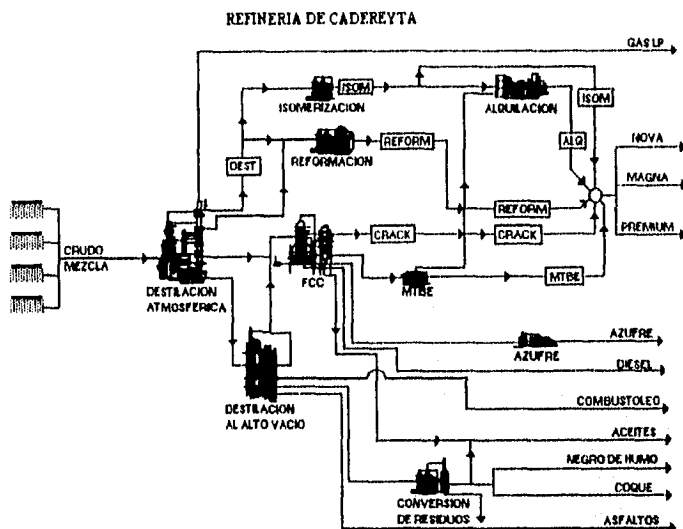 REFINERIA DE CADEREYTA
GAS LP
ISOM
ISOMERIZACION
ALQUILACION
ISOM
DEST
REFORMACION
REFORM
ALQ
NOVA
MAGNA
REFORM
PREMIUM
CRUDO
MEZCLA
CRACK
CRACK
DESTILACION
ATMOSFERICA
FCC
MTBE
MTBE
AZUFRE
AZUFRE
DIESEL
COMBUSTOLEO
DESTILACION
AL ALTO VACIO
ACEITES
NEGRO DE HUMO
COQUE
CONVERSION
DE RESIDUOS
ASFALTOS